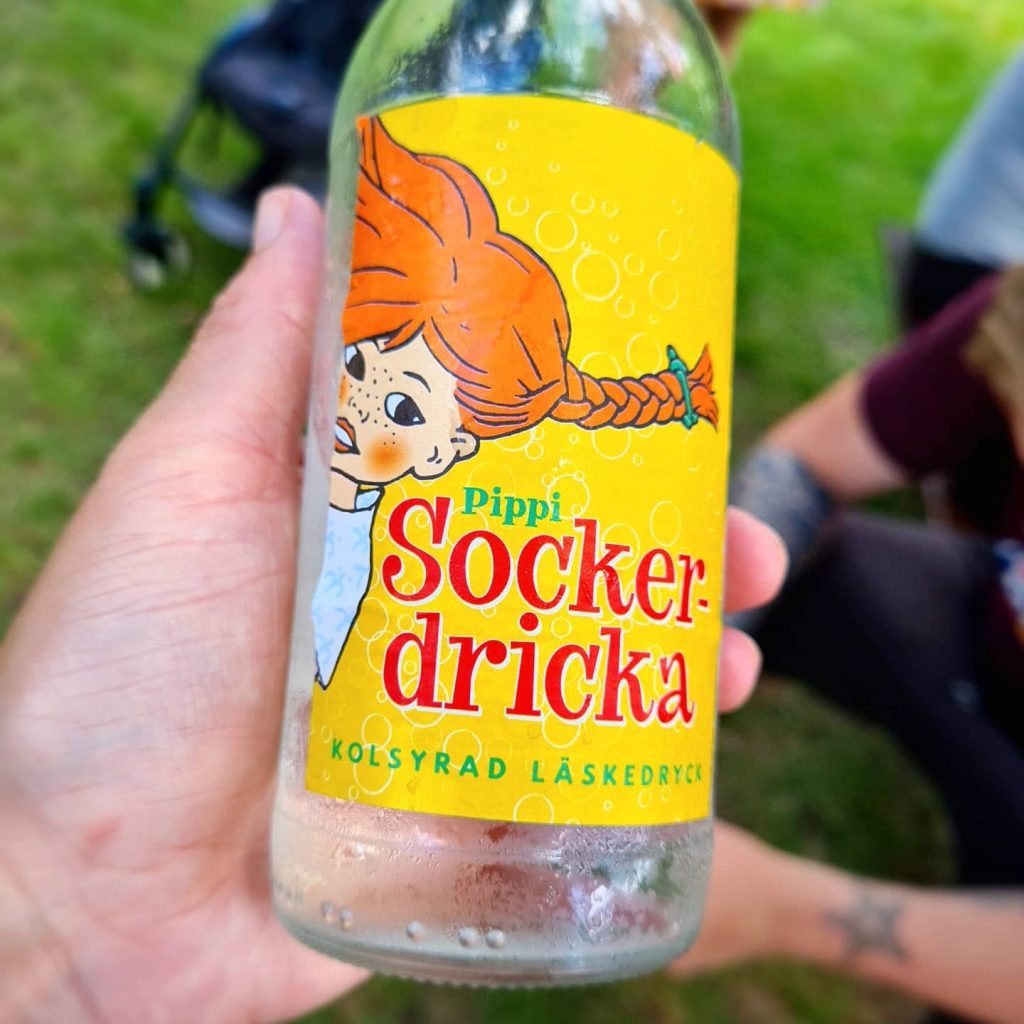 Pippi
Socker-
dricka
KOLSYRAD LÄSKEDRYCK